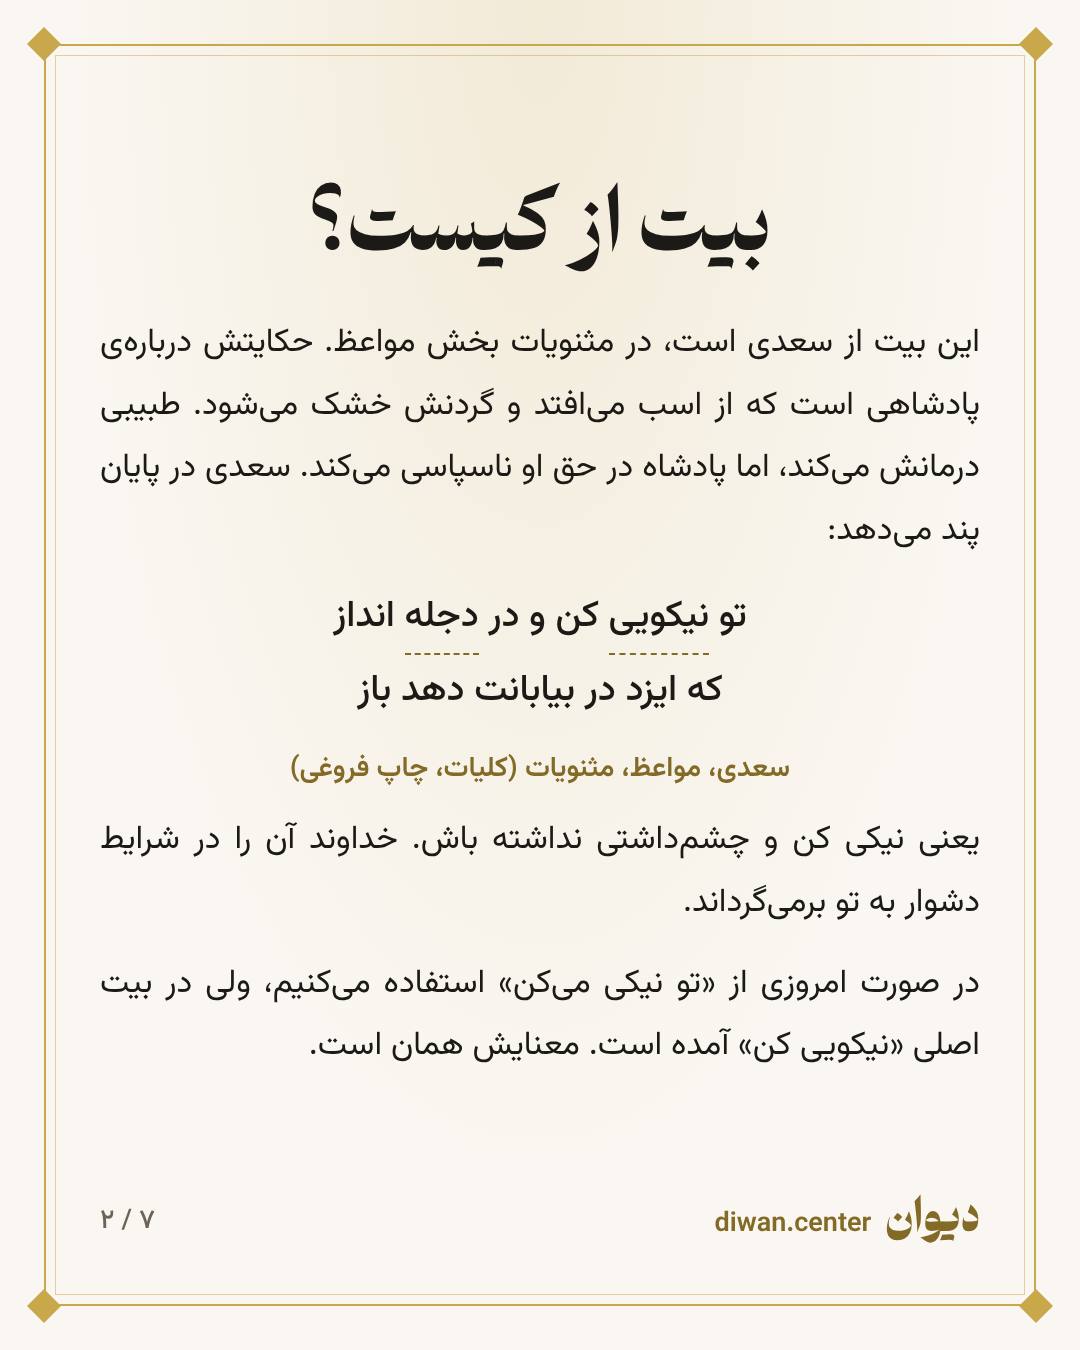 بیت از کیست؟
این بیت از سعدی است، در مثنویات بخش مواعظ. حکایتش درباره‌ی
پادشاهی است که از اسب می‌افتد و گردنش خشک می‌شود. طبیبی
درمانش می‌کند، اما پادشاه در حق او ناسپاسی می‌کند. سعدی در پایان
پند می‌دهد:
تو نیکویی کن و در دجله انداز
که ایزد در بیابانت دهد باز
سعدی، مواعظ، مثنویات (کلیات، چاپ فروغی)
یعنی نیکی کن و چشم‌داشتی نداشته باش. خداوند آن را در شرایط
دشوار به تو برمی‌گرداند.
در صورت امروزی از «تو نیکی می‌کن» استفاده می‌کنیم، ولی در بیت
اصلی «نیکویی کن» آمده است. معنایش همان است.
دیوان diwan.center
۲ / ۷